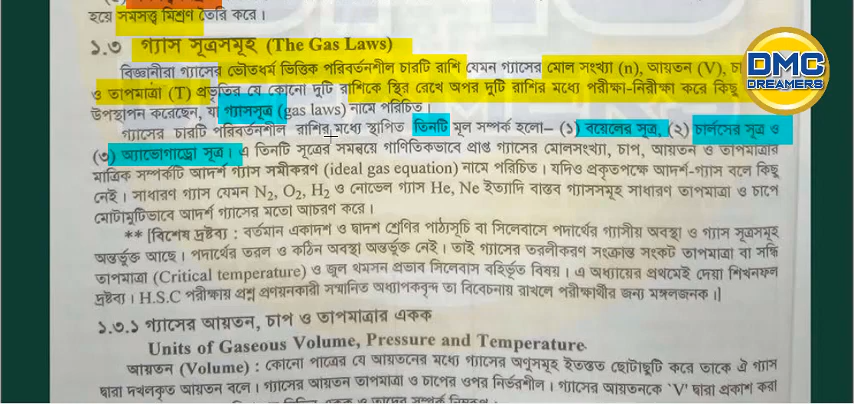 হয়ে সমসত্ত্ব মিশ্রণ তৈরি করে।
১.৩ গ্যাস সূত্রসমূহ (The Gas Laws)
বিজ্ঞানীরা গ্যাসের ভৌতধর্ম ভিত্তিক পরিবর্তনশীল চারটি রাশি যেমন গ্যাসের মোল সংখ্যা (n), আয়তন (V), চা
ও তাপমাত্রা (T) প্রভৃতির যে কোনো দুটি রাশিকে স্থির রেখে অপর দুটি রাশির মধ্যে পরীক্ষা-নিরীক্ষা করে কিছু
উপস্থাপন করেছেন, যা গ্যাসসূত্র (gas laws) নামে পরিচিত।
গ্যাসের চারটি পরিবর্তনশীল রাশির মধ্যে স্থাপিত তিনটি মূল সম্পর্ক হলো– (১) বয়েলের সূত্র, (২) চার্লসের সূত্র ও
(৩) অ্যাভোগাড্রো সূত্র। এ তিনটি সূত্রের সমন্বয়ে গাণিতিকভাবে প্রাপ্ত গ্যাসের মোলসংখ্যা, চাপ, আয়তন ও তাপমাত্রার
মাত্রিক সম্পর্কটি আদর্শ গ্যাস সমীকরণ (ideal gas equation) নামে পরিচিত। যদিও প্রকৃতপক্ষে আদর্শ-গ্যাস বলে কিছু
নেই। সাধারণ গ্যাস যেমন N₂, O₂, H₂ ও নোভেল গ্যাস He, Ne ইত্যাদি বাস্তব গ্যাসসমূহ সাধারণ তাপমাত্রা ও চাপে
মোটামুটিভাবে আদর্শ গ্যাসের মতো আচরণ করে।
** [বিশেষ দ্রষ্টব্য : বর্তমান একাদশ ও দ্বাদশ শ্রেণির পাঠ্যসূচি বা সিলেবাসে পদার্থের গ্যাসীয় অবস্থা ও গ্যাস সূত্রসমূহ
অন্তর্ভুক্ত আছে। পদার্থের তরল ও কঠিন অবস্থা অন্তর্ভুক্ত নেই। তাই গ্যাসের তরলীকরণ সংক্রান্ত সংকট তাপমাত্রা বা সন্ধি
তাপমাত্রা (Critical temperature) ও জুল থমসন প্রভাব সিলেবাস বহির্ভূত বিষয়। এ অধ্যায়ের প্রথমেই দেয়া শিখনফল
দ্রষ্টব্য। H.S.C পরীক্ষায় প্রশ্ন প্রণয়নকারী সম্মানিত অধ্যাপকবৃন্দ তা বিবেচনায় রাখলে পরীক্ষার্থীর জন্য মঙ্গলজনক।]
১.৩.১ গ্যাসের আয়তন, চাপ ও তাপমাত্রার একক
Units of Gaseous Volume, Pressure and Temperature
আয়তন (Volume) : কোনো পাত্রের যে আয়তনের মধ্যে গ্যাসের অণুসমূহ ইতস্তত ছোটাছুটি করে তাকে ঐ গ্যাস
দ্বারা দখলকৃত আয়তন বলে। গ্যাসের আয়তন তাপমাত্রা ও চাপের ওপর নির্ভরশীল। গ্যাসের আয়তনকে `V' দ্বারা প্রকাশ করা
DMC
DREAMERS